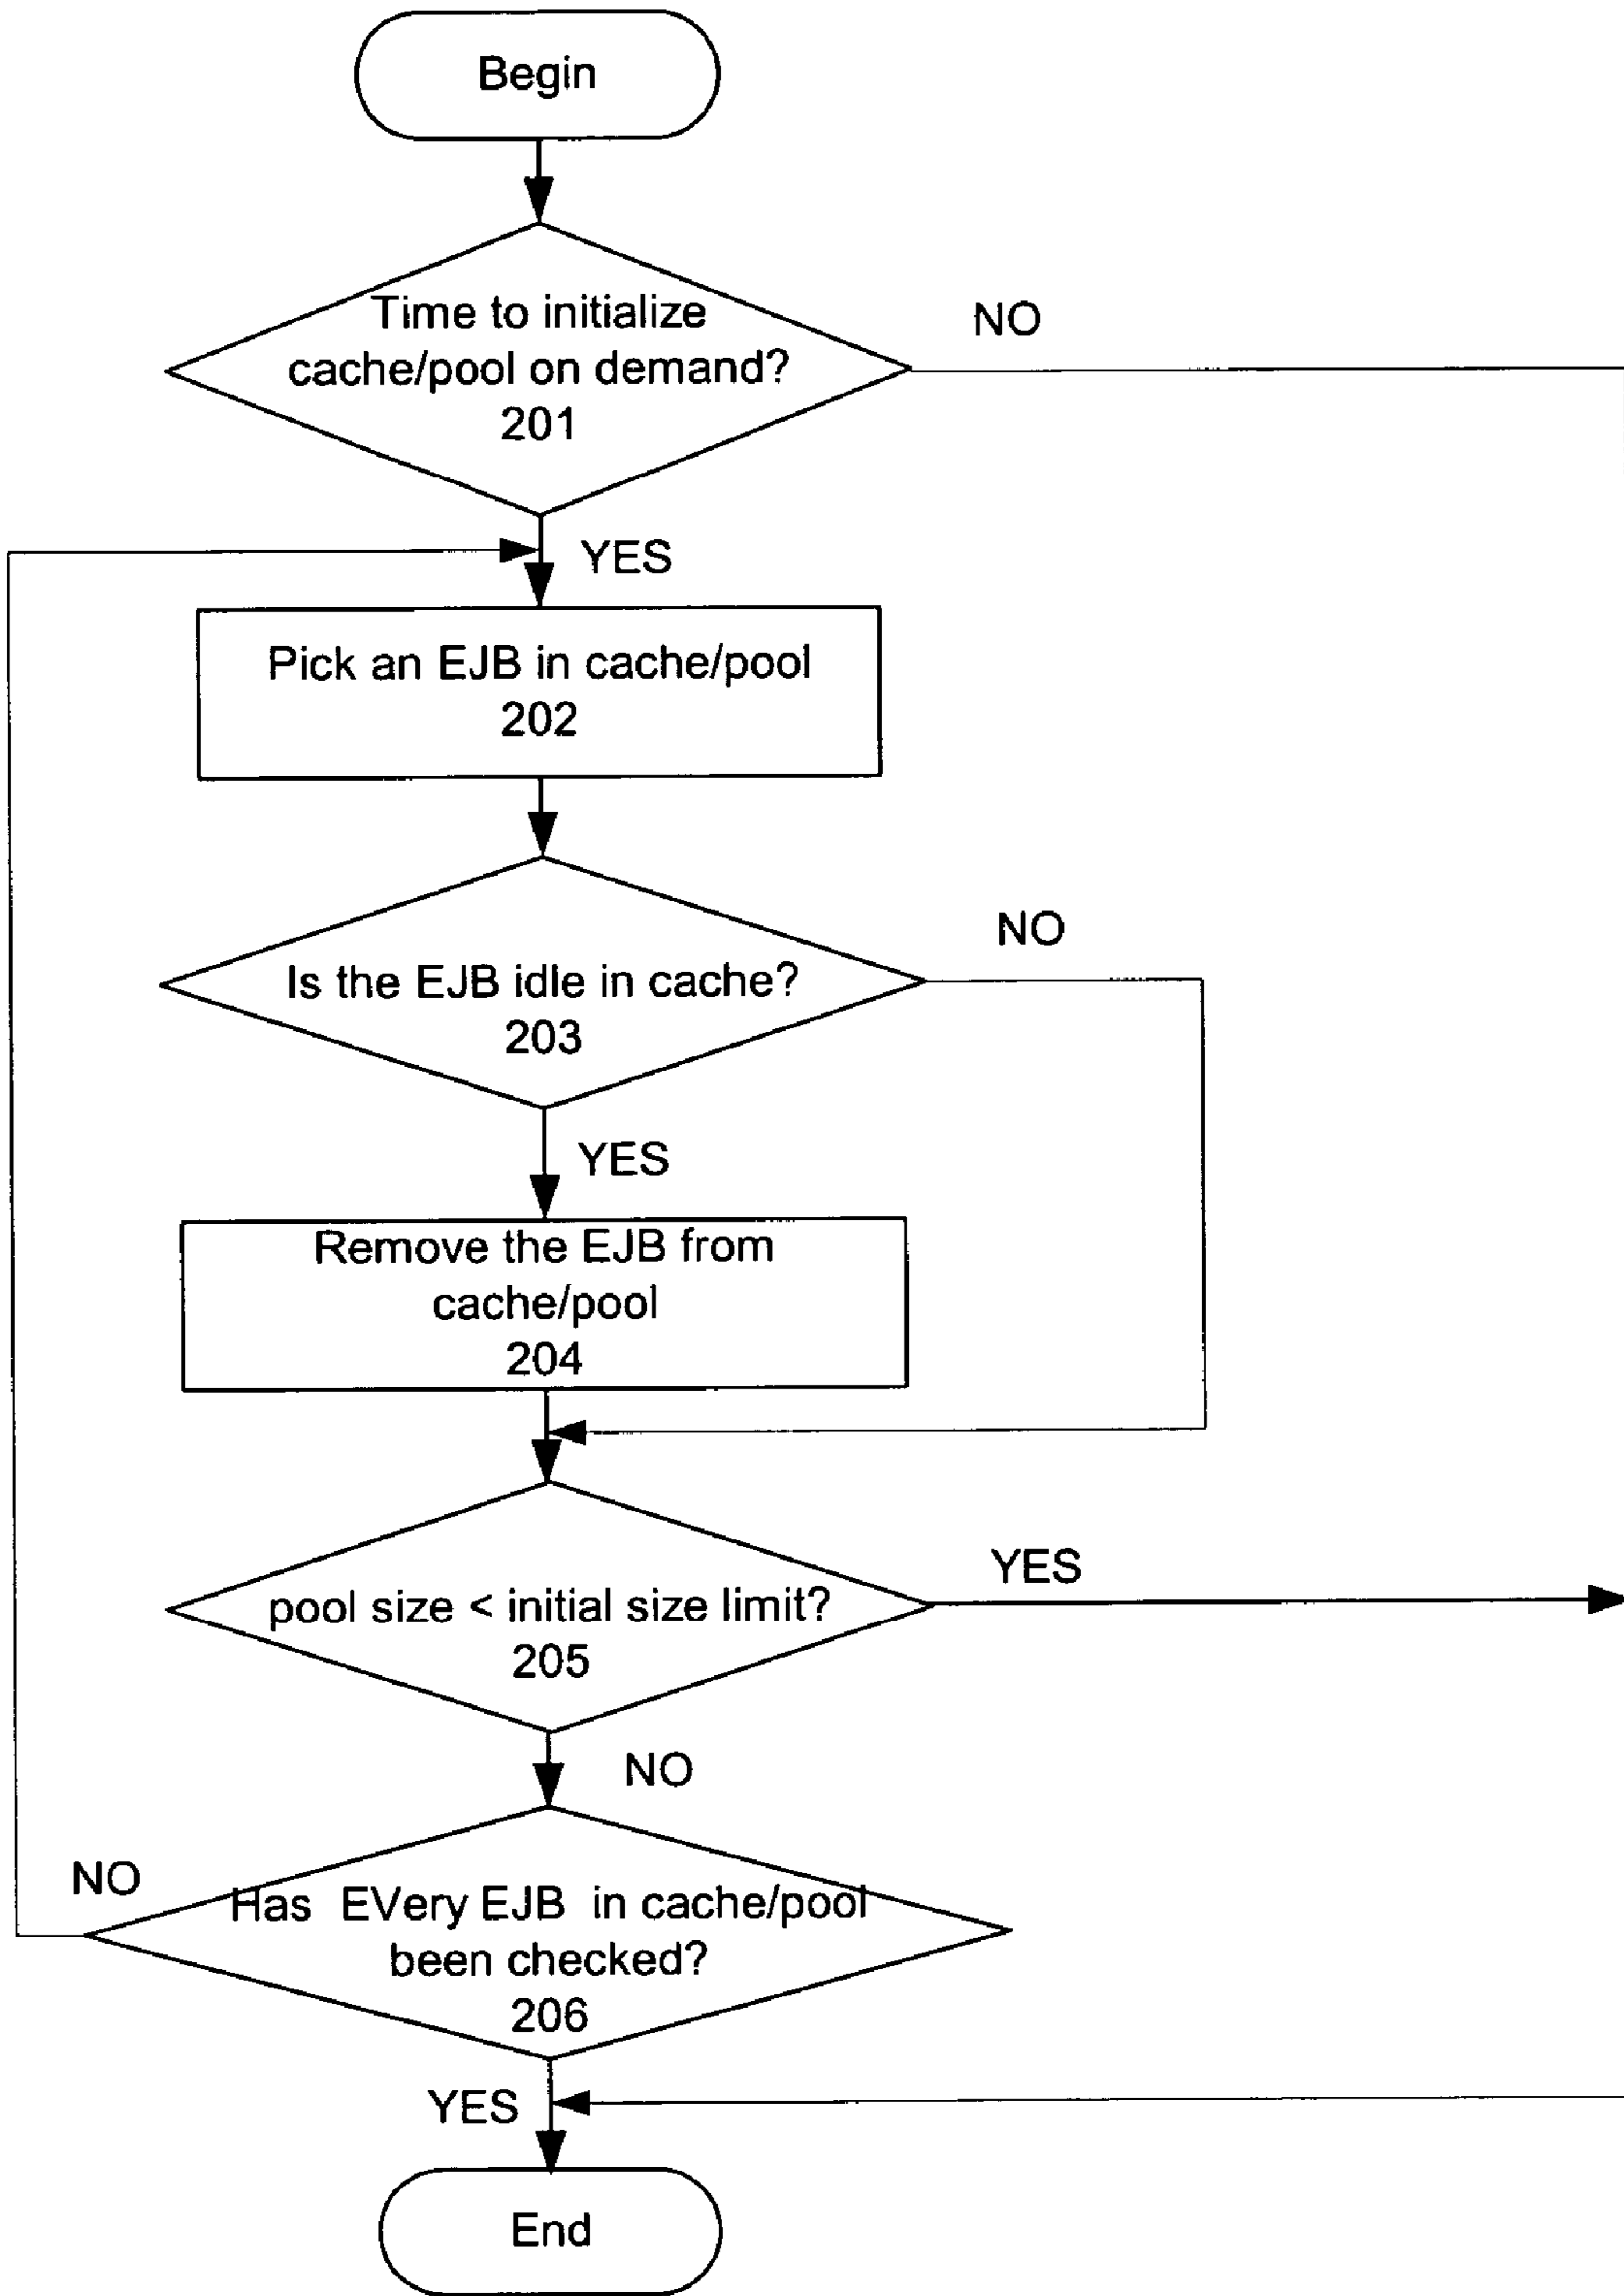 Begin
Time to initialize
cache/pool on demand?
201
NO
YES
Pick an EJB in cache/pool
202
Is the EJB idle in cache?
203
NO
YES
Remove the EJB from
cache/pool
204
pool size < initial size limit?
205
YES
NO
NO
Has EVery EJB in cache/pool
been checked?
206
YES
End